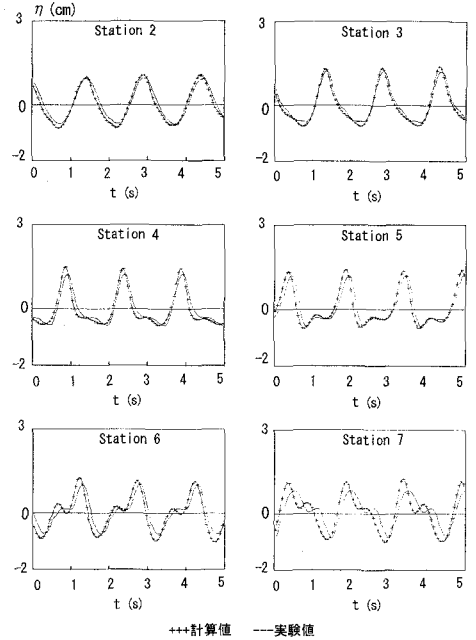 η (cm)
Station 2
3
0
-2
0 1 2 3 4 5
t (s)
Station 3
3
0
-2
0 1 2 3 4 5
t (s)
Station 4
3
0
-2
0 1 2 3 4 5
t (s)
Station 5
3
0
-2
0 1 2 3 4 5
t (s)
Station 6
3
0
-2
0 1 2 3 4 5
t (s)
Station 7
3
0
-2
0 1 2 3 4 5
t (s)
+++計算値 ---実験値